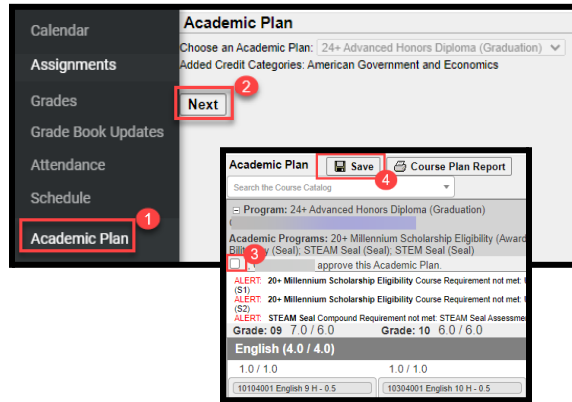 Calendar
Assignments
Grades
Grade Book Updates
Attendance
Schedule
1
Academic Plan
Academic Plan
Choose an Academic Plan: 24+ Advanced Honors Diploma (Graduation)
Added Credit Categories: American Government and Economics
2
Next
Academic Plan Save Course Plan Report
4
Search the Course Catalog
Program: 24+ Advanced Honors Diploma (Graduation)
Academic Programs: 20+ Millennium Scholarship Eligibility (Award
(Seal); STEAM Seal (Seal); STEM Seal (Seal)
3
approve this Academic Plan.
ALERT: 20+ Millennium Scholarship Eligibility Course Requirement not met:
(S1)
ALERT: 20+ Millennium Scholarship Eligibility Course Requirement not met:
(S2)
ALERT: STEAM Seal Compound Requirement not met: STEAM Seal Assessme
Grade: 09 7.0 / 6.0 Grade: 10 6.0 / 6.0
English (4.0 / 4.0)
1.0 / 1.0 1.0 / 1.0
10104001 English 9 H - 0.5 10304001 English 10 H - 0.5